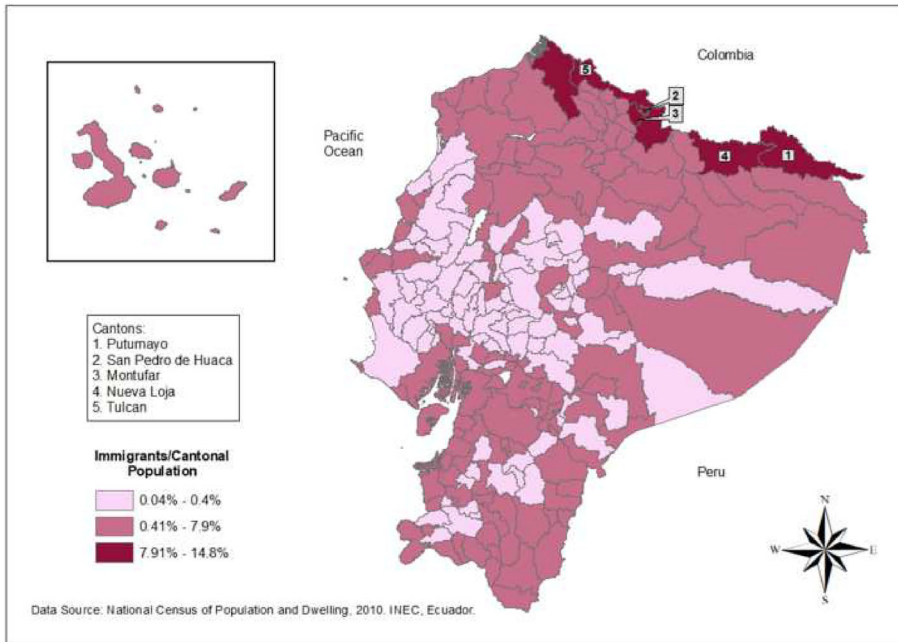 Colombia
5
2
3
Pacific
Ocean
4
1
Cantons:
1. Putumayo
2. San Pedro de Huaca
3. Montufar
4. Nueva Loja
5. Tulcan
Immigrants/Cantonal
Population
0.04% - 0.4%
0.41% - 7.9%
7.91% - 14.8%
Peru
N
W
E
S
Data Source: National Census of Population and Dwelling, 2010. INEC, Ecuador.